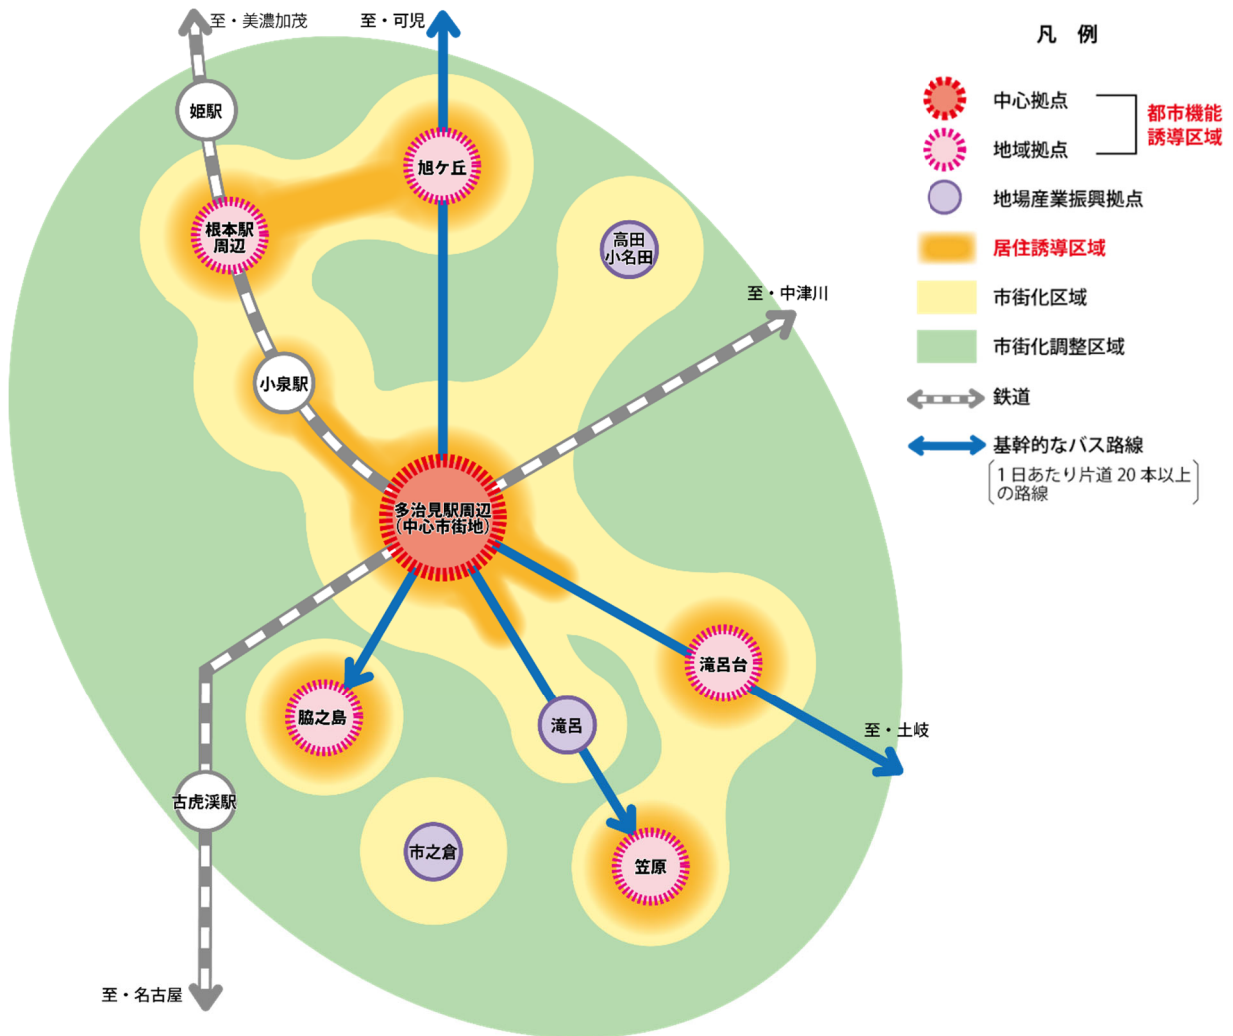 至・美濃加茂
至・可児
姫駅
旭ケ丘
根本駅
周辺
高田
小名田
至・中津川
小泉駅
多治見駅周辺
(中心市街地)
滝呂台
脇之島
滝呂
至・土岐
古虎渓駅
市之倉
笠原
至・名古屋
凡 例
中心拠点
地域拠点
都市機能
誘導区域
地場産業振興拠点
居住誘導区域
市街化区域
市街化調整区域
鉄道
基幹的なバス路線
1日あたり片道20本以上
の路線